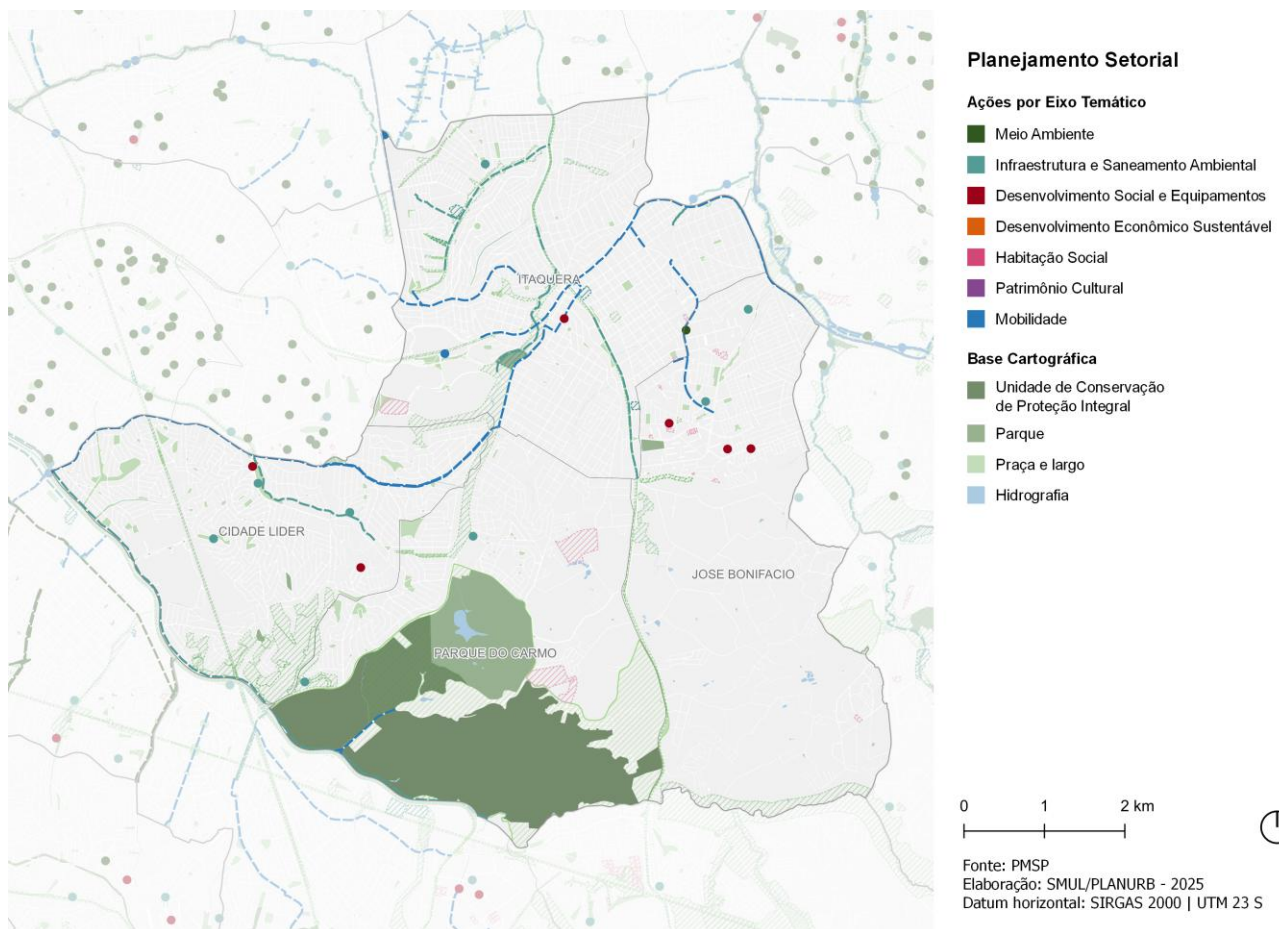 Planejamento Setorial
Ações por Eixo Temático
Meio Ambiente
Infraestrutura e Saneamento Ambiental
Desenvolvimento Social e Equipamentos
Desenvolvimento Econômico Sustentável
Habitação Social
Patrimônio Cultural
Mobilidade
Base Cartográfica
Unidade de Conservação
de Proteção Integral
Parque
Praça e largo
Hidrografia
ITAQUERA
CIDADE LIDER
JOSE BONIFACIO
PARQUE DO CARMO
0 1 2 km
Fonte: PMSP
Elaboração: SMUL/PLANURB - 2025
Datum horizontal: SIRGAS 2000 | UTM 23 S